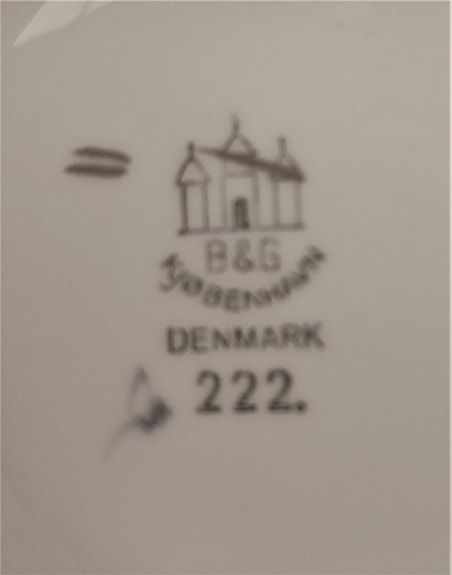 B&G
KJØBENHAVN
DENMARK
222.